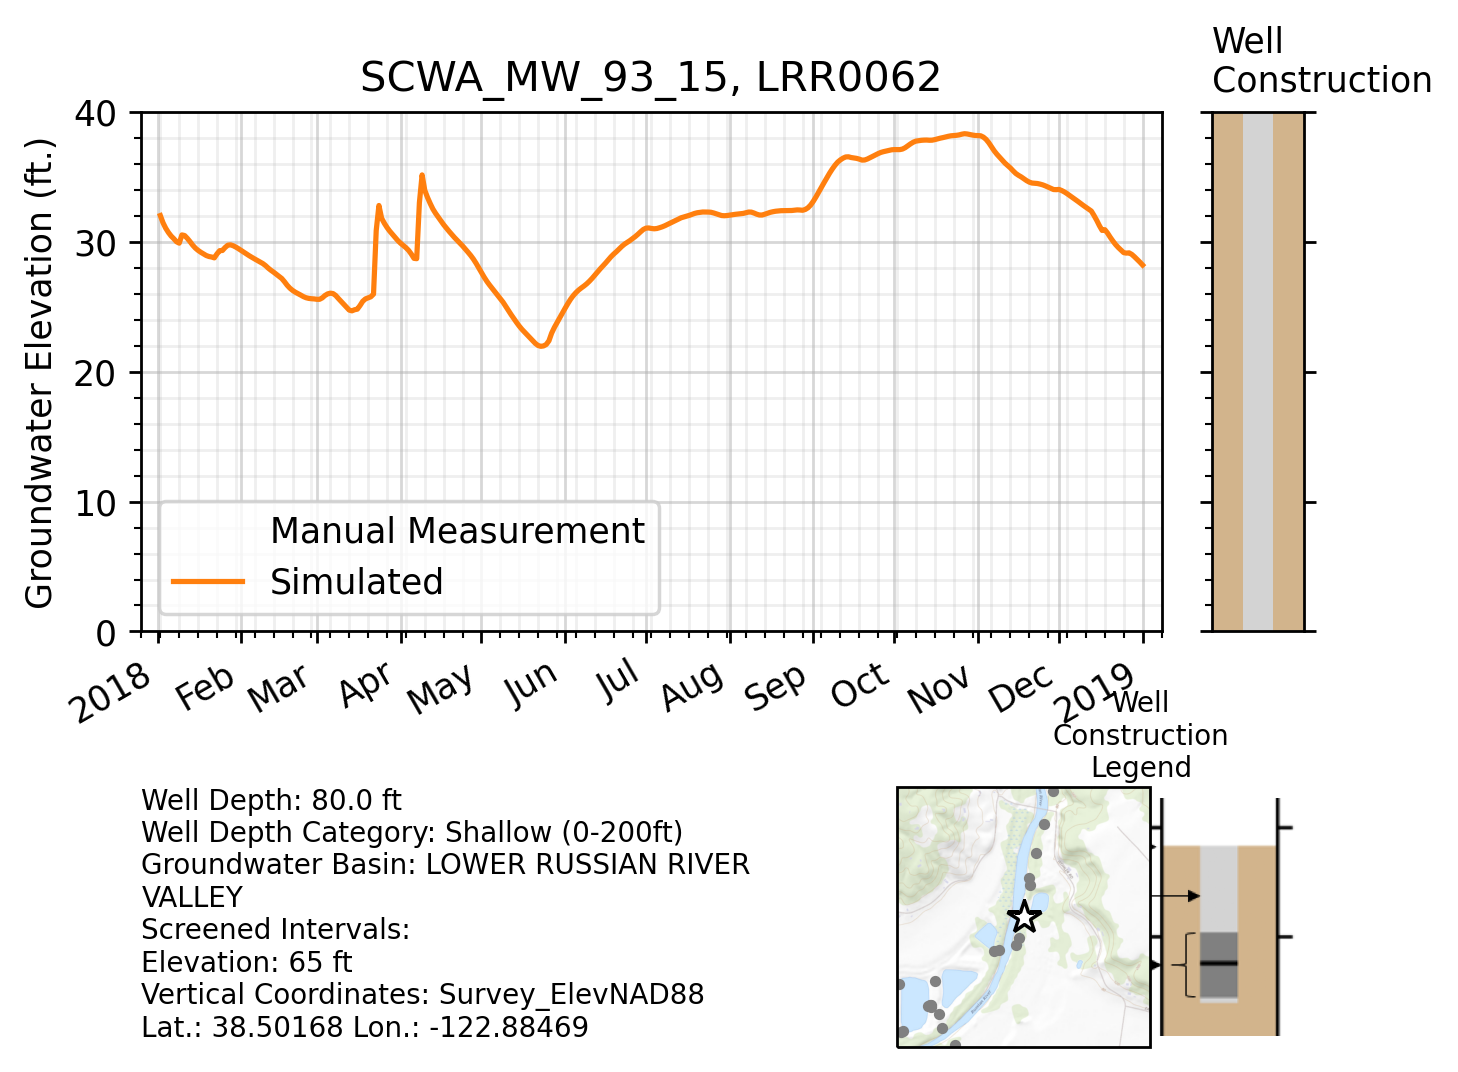 Well
Construction
SCWA_MW_93_15, LRR0062
Groundwater Elevation (ft.)
40
30
20
10
0
Manual Measurement
Simulated
2018 Feb Mar Apr May Jun Jul Aug Sep Oct Nov Dec 2019
Well
Construction
Legend
Well Depth: 80.0 ft
Well Depth Category: Shallow (0-200ft)
Groundwater Basin: LOWER RUSSIAN RIVER
VALLEY
Screened Intervals:
Elevation: 65 ft
Vertical Coordinates: Survey_ElevNAD88
Lat.: 38.50168 Lon.: -122.88469